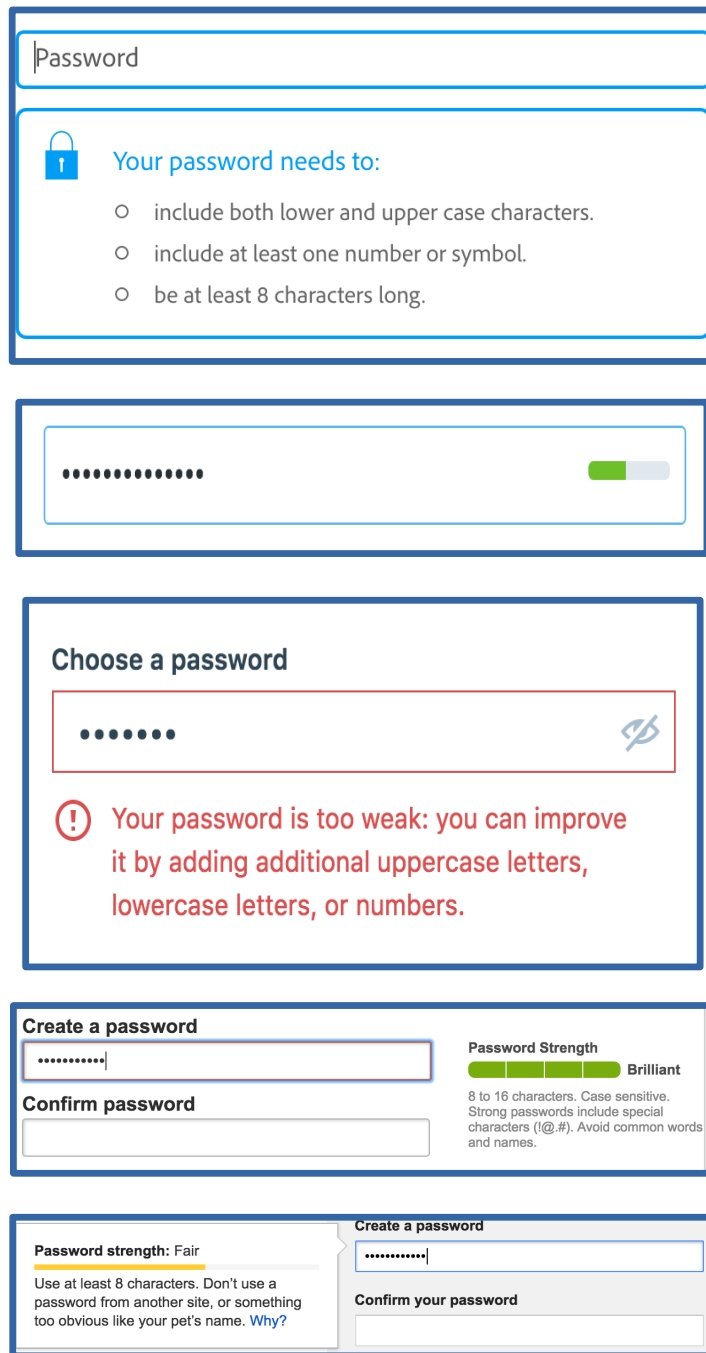 Password
Your password needs to:
include both lower and upper case characters.
include at least one number or symbol.
be at least 8 characters long.
••••••••••••••
Choose a password
•••••••
Your password is too weak: you can improve
it by adding additional uppercase letters,
lowercase letters, or numbers.
Create a password
•••••••••••
Confirm password
Password Strength
Brilliant
8 to 16 characters. Case sensitive.
Strong passwords include special
characters (!@.#). Avoid common words
and names.
Password strength: Fair
Use at least 8 characters. Don't use a
password from another site, or something
too obvious like your pet's name. Why?
Create a password
••••••••••••
Confirm your password